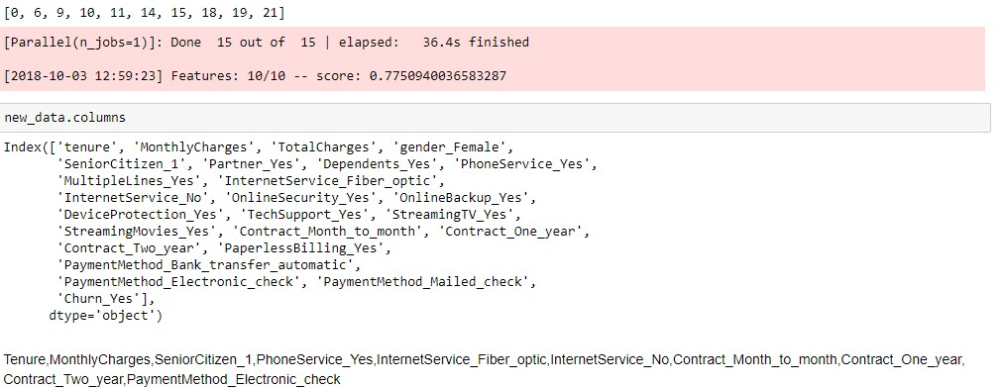 [0, 6, 9, 10, 11, 14, 15, 18, 19, 21]
[Parallel(n_jobs=1)]: Done  15 out of  15 | elapsed:   36.4s finished
[2018-10-03 12:59:23] Features: 10/10 -- score: 0.7750940036583287
new_data.columns
Index(['tenure', 'MonthlyCharges', 'TotalCharges', 'gender_Female',
'SeniorCitizen_1', 'Partner_Yes', 'Dependents_Yes', 'PhoneService_Yes',
'MultipleLines_Yes', 'InternetService_Fiber_optic',
'InternetService_No', 'OnlineSecurity_Yes', 'OnlineBackup_Yes',
'DeviceProtection_Yes', 'TechSupport_Yes', 'StreamingTV_Yes',
'StreamingMovies_Yes', 'Contract_Month_to_month', 'Contract_One_year',
'Contract_Two_year', 'PaperlessBilling_Yes',
'PaymentMethod_Bank_transfer_automatic',
'PaymentMethod_Electronic_check', 'PaymentMethod_Mailed_check',
'Churn_Yes'],
dtype='object')
Tenure,MonthlyCharges,SeniorCitizen_1,PhoneService_Yes,InternetService_Fiber_optic,InternetService_No,Contract_Month_to_month,Contract_One_year,
Contract_Two_year,PaymentMethod_Electronic_check